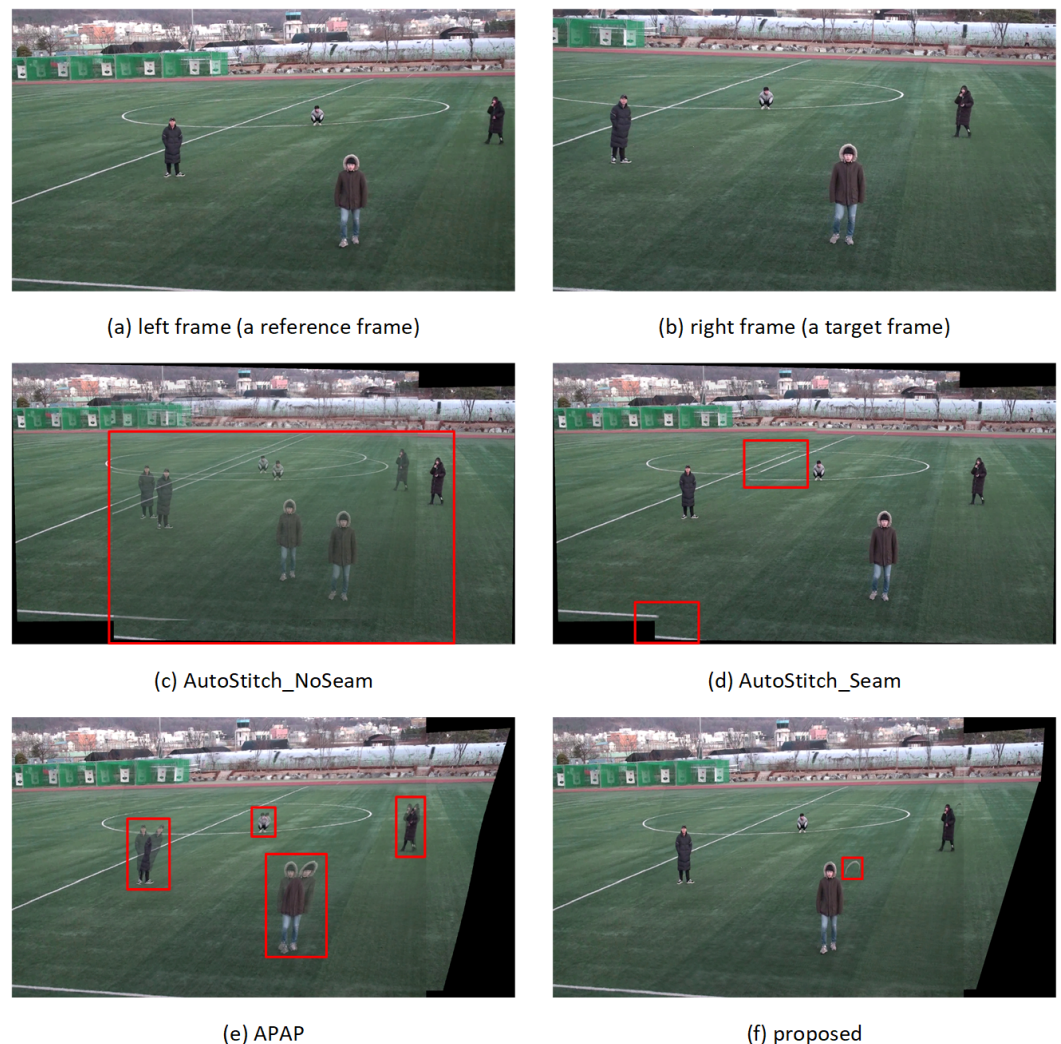 (a) left frame (a reference frame)
(b) right frame (a target frame)
(c) AutoStitch_NoSeam
(d) AutoStitch_Seam
(e) APAP
(f) proposed